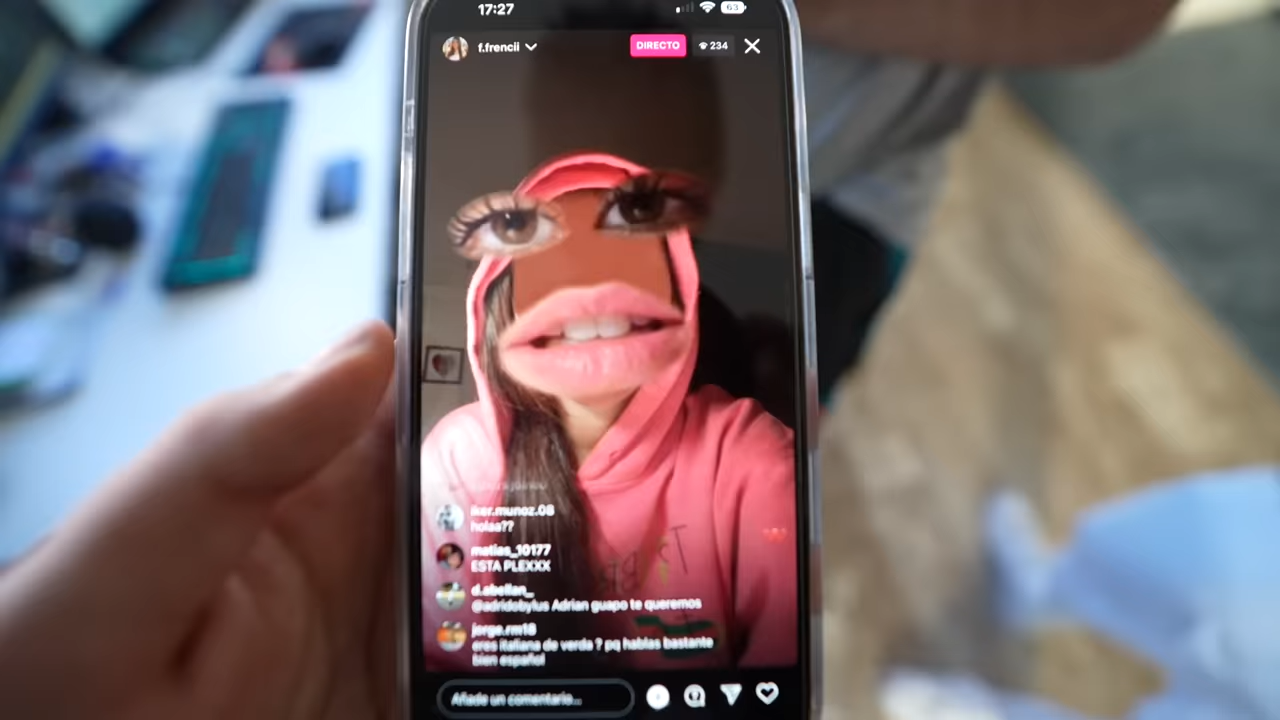 17:27
63
f.frencii
DIRECTO
234
iker.munoz.08
holaa??
matias_10177
ESTA PLEXXX
d.abellan_
@adridobylus Adrian guapo te queremos
jorge.rm18
eres italiana de verda ? pq hablas bastante
bien español
Añade un comentario...